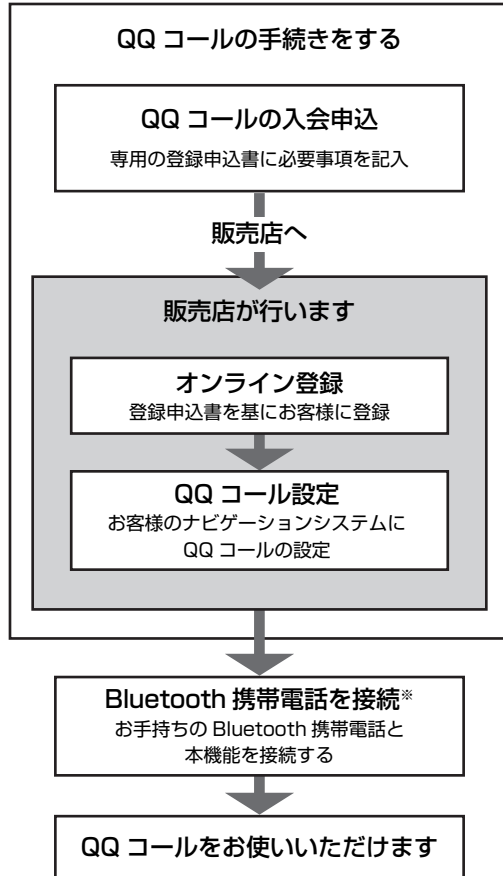 QQ コールの手続きをする
QQ コールの入会申込
専用の登録申込書に必要事項を記入
販売店へ
販売店が行います
オンライン登録
登録申込書を基にお客様に登録
QQ コール設定
お客様のナビゲーションシステムに
QQ コールの設定
Bluetooth 携帯電話を接続※
お手持ちの Bluetooth 携帯電話と
本機能を接続する
QQ コールをお使いいただけます